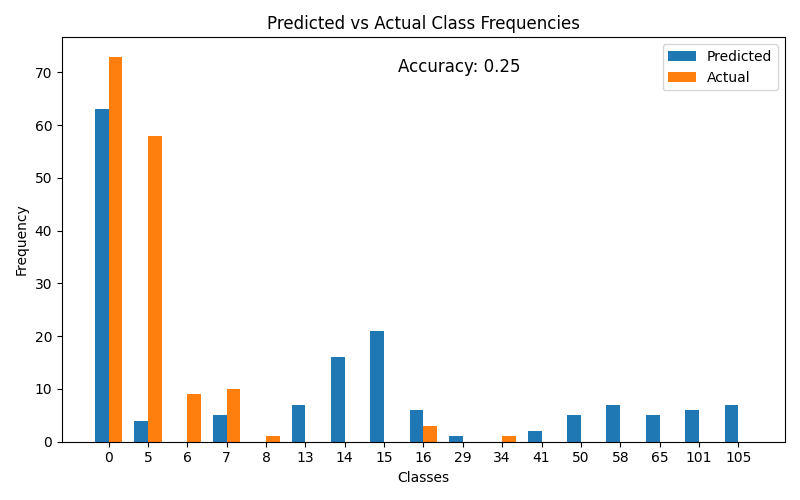 Predicted vs Actual Class Frequencies
Accuracy: 0.25
Predicted
Actual
Frequency
70
60
50
40
30
20
10
0
0 5 6 7 8 13 14 15 16 29 34 41 50 58 65 101 105
Classes